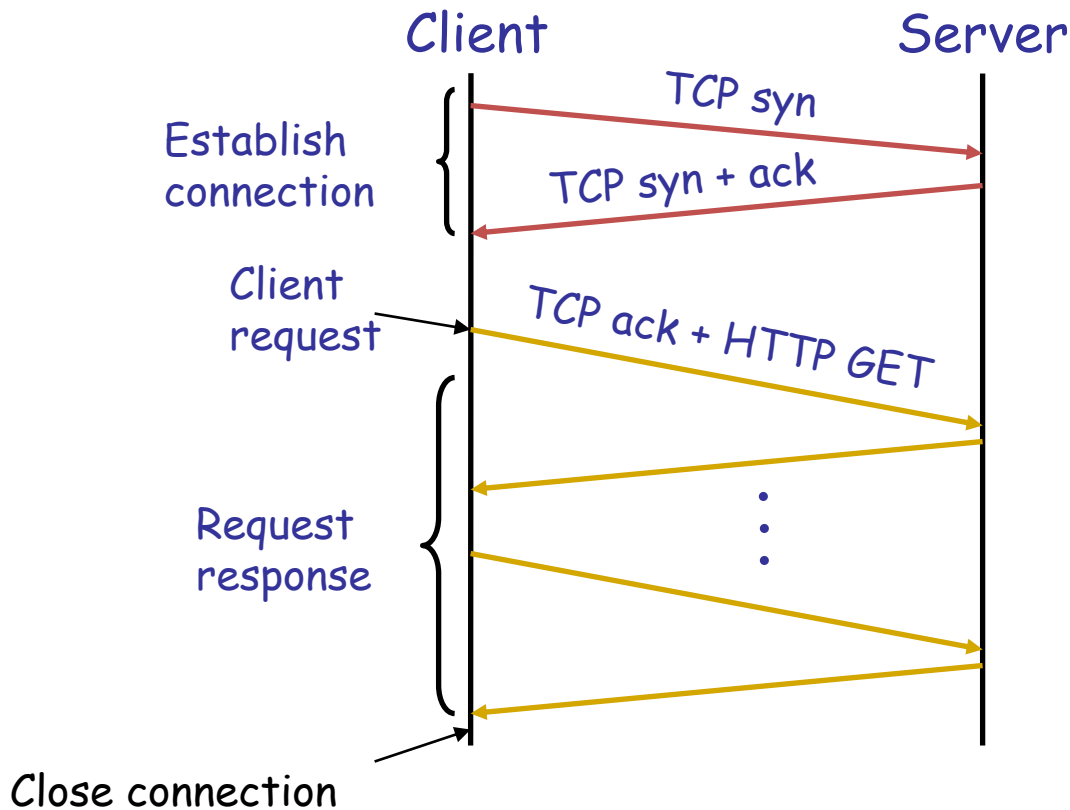 Client
Server
TCP syn
Establish
connection
TCP syn + ack
Client
request
TCP ack + HTTP GET
Request
response
Close connection